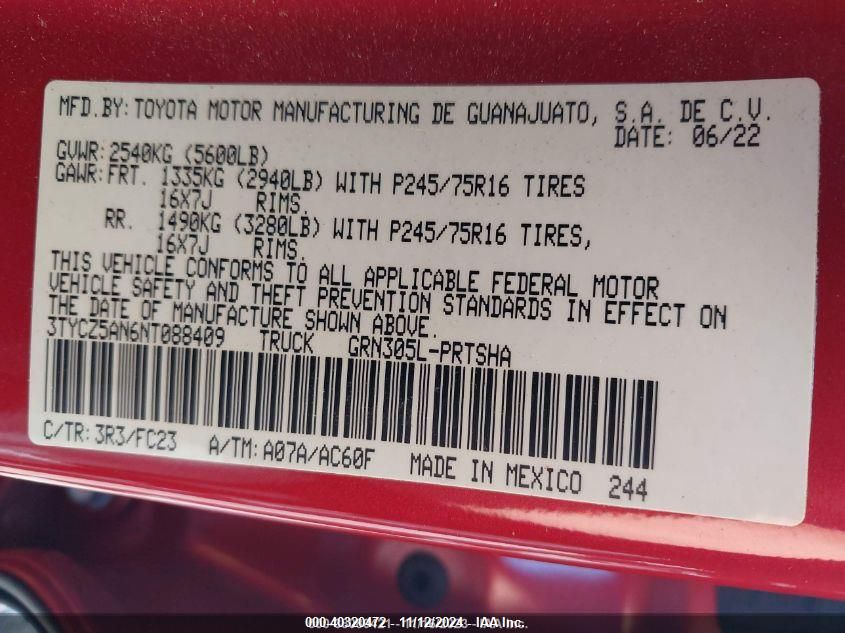 MFD.BY: TOYOTA MOTOR MANUFACTURING DE GUANAJUATO, S.A. DE C.V.
DATE: 06/22
GVWR: 2540KG (5600LB)
GAWR: FRT. 1335KG (2940LB) WITH P245/75R16 TIRES
16X7J RIMS.
RR. 1490KG (3280LB) WITH P245/75R16 TIRES,
16X7J RIMS.
THIS VEHICLE CONFORMS TO ALL APPLICABLE FEDERAL MOTOR
VEHICLE SAFETY AND THEFT PREVENTION STANDARDS IN EFFECT ON
THE DATE OF MANUFACTURE SHOWN ABOVE.
3TYCZ5AN6NT088409 TRUCK GRN305L-PRTSHA
C/TR: 3R3/FC23 A/TM: A07A/AC60F MADE IN MEXICO 244
000.40320472 - 11/12/2024 - IAA Inc.